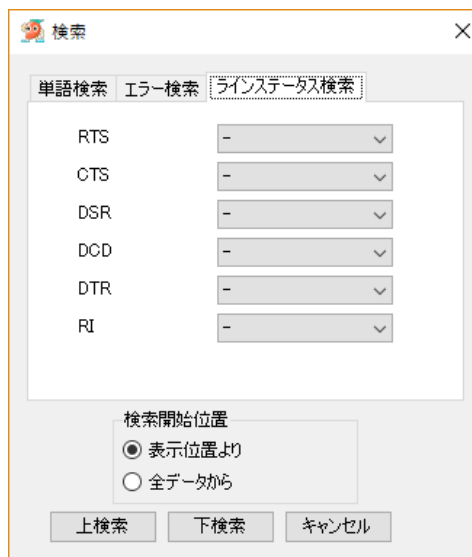 検索
単語検索 エラー検索 ラインステータス検索
RTS -
CTS -
DSR -
DCD -
DTR -
RI -
検索開始位置
表示位置より
全データから
上検索 下検索 キャンセル